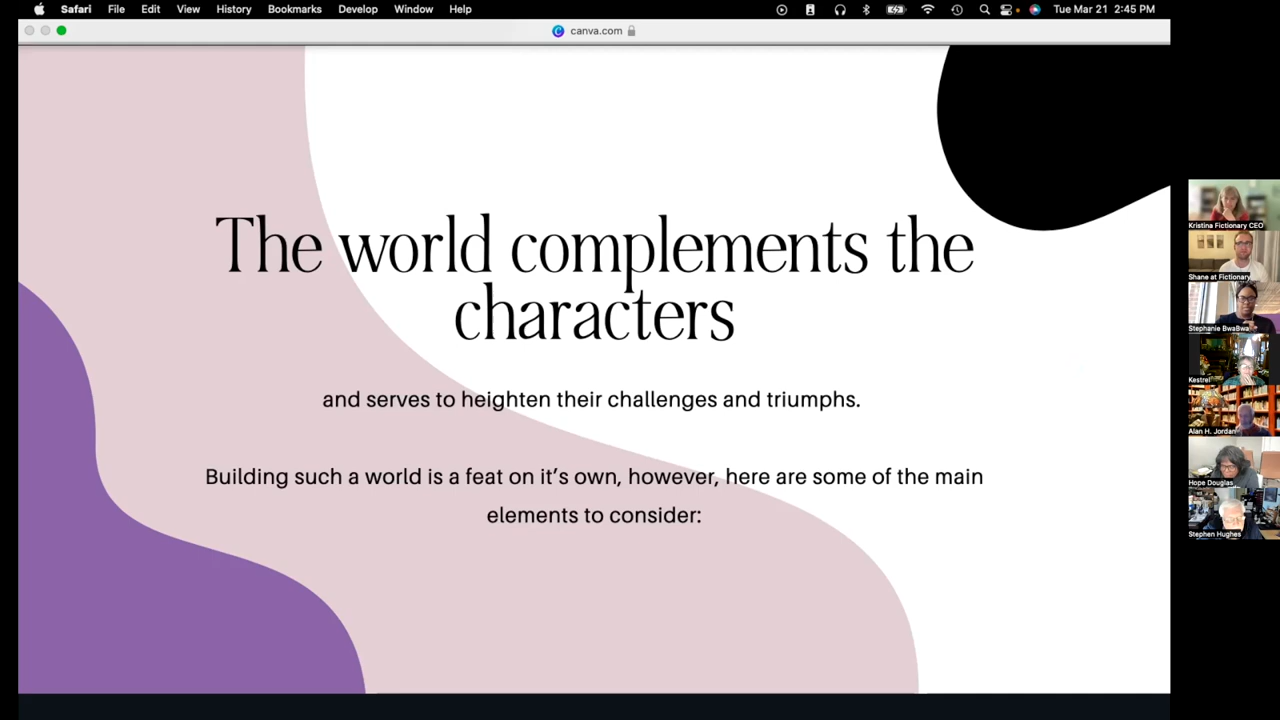 Safari File Edit View History Bookmarks Develop Window Help Tue Mar 21 2:45 PM
canva.com
The world complements the
characters
and serves to heighten their challenges and triumphs.
Building such a world is a feat on it’s own, however, here are some of the main
elements to consider:
Kristina Fictionary CEO
Shane at Fictionary
Stephanie BwaBwa
Kestrel
Alan H. Jordan
Hope Douglas
Stephen Hughes